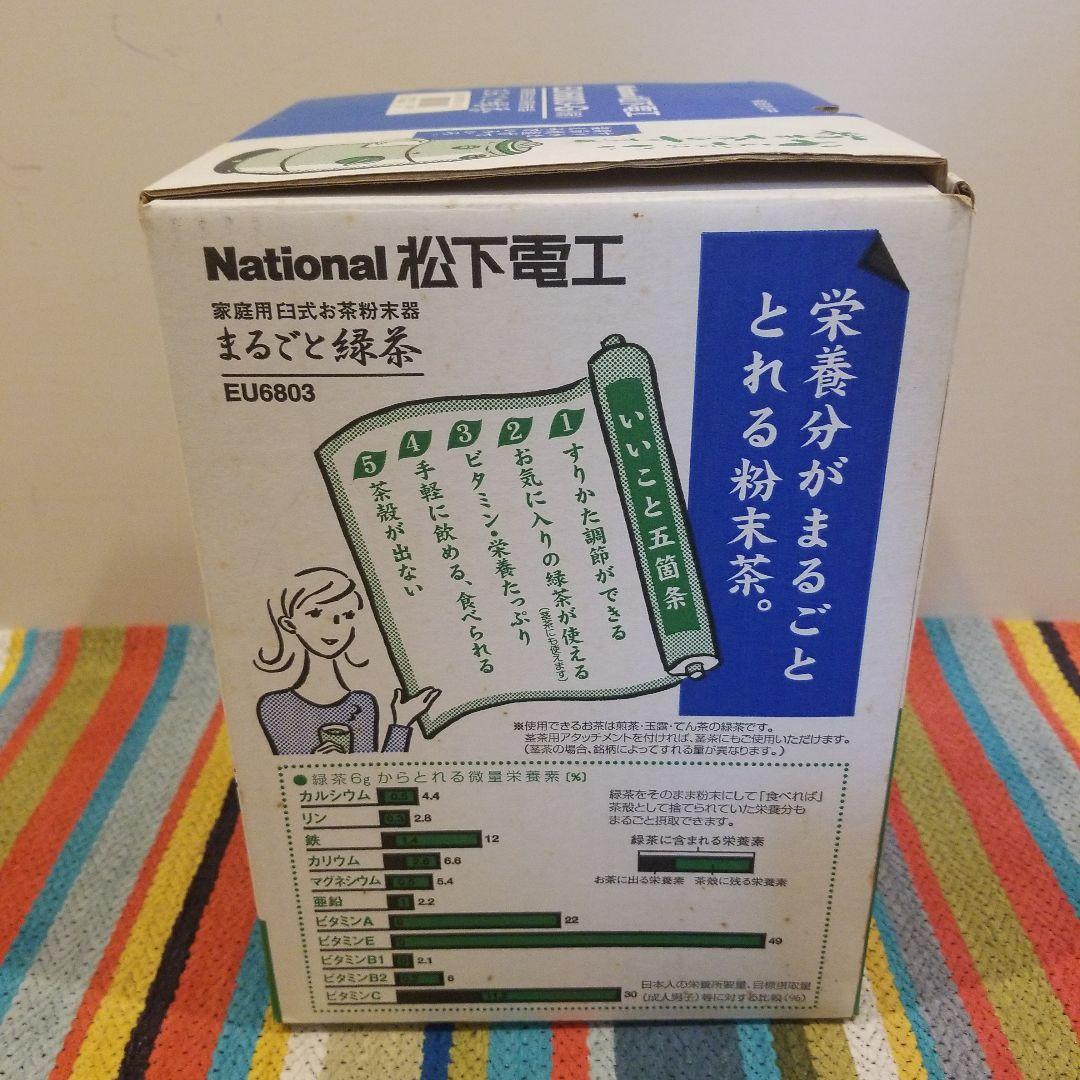 National 松下電工
家庭用臼式お茶粉末器
まるごと緑茶
EU6803
栄養分がまるごと
とれる粉末茶。
いいこと五箇条
1 すりかた調節ができる
2 お気に入りの緑茶が使える
(茎茶にも使えます)
3 ビタミン・栄養たっぷり
4 手軽に飲める、食べられる
5 茶殻が出ない
※使用できるお茶は煎茶・玉露・てん茶の緑茶です。
茎茶用アタッチメントを付ければ、茎茶にもご使用いただけます。
(茎茶の場合、銘柄によってすれる量が異なります。)
●緑茶6gからとれる微量栄養素〔%〕
カルシウム 0.5 4.4
リン 0.3 2.8
鉄 1.4 12
カリウム 2.6 6.6
マグネシウム 5.4
亜鉛 1 2.2
ビタミンA 0 22
ビタミンE 0 49
ビタミンB1 2.1
ビタミンB2 6
ビタミンC 30
緑茶をそのまま粉末にして「食べれば」
茶殻として捨てられていた栄養分も
まるごと摂取できます。
緑茶に含まれる栄養素
お茶に出る栄養素 茶殻に残る栄養素
日本人の栄養所要量、目標摂取量
(成人男子)等に対する比較(%)